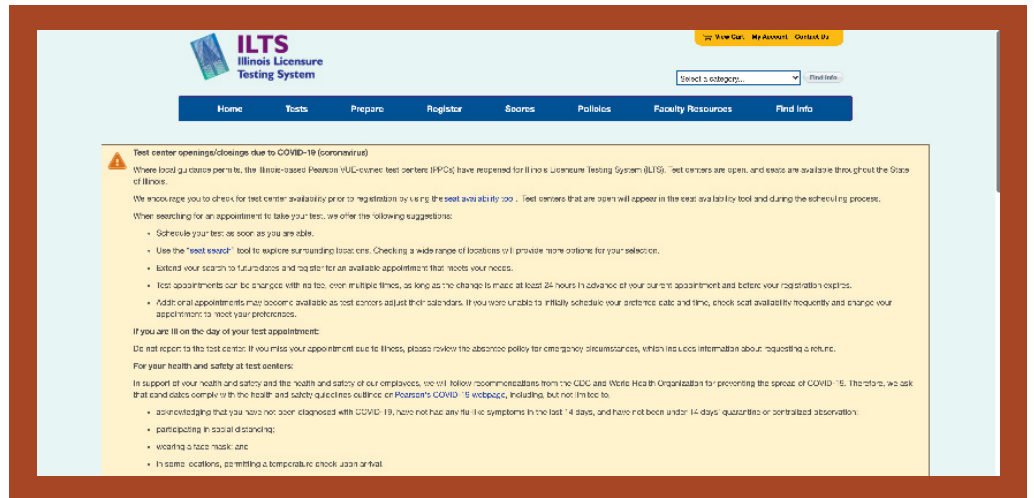 View Cart My Account Contact Us
ILTS
Illinois Licensure
Testing System
Select a category...
Find Info
Home Tests Prepare Register Scores Policies Faculty Resources Find Info
Test center openings/closings due to COVID-19 (coronavirus)
Where local guidance permits, the Illinois-based Pearson VUE-owned test centers (PPCs) have reopened for Illinois Licensure Testing System (ILTS). Test centers are open, and seats are available throughout the State
of Illinois.
We encourage you to check for test center availability prior to registration by using the seat availability tool. Test centers that are open will appear in the seat availability tool and during the scheduling process.
When searching for an appointment to take your test, we offer the following suggestions:
• Schedule your test as soon as you are able.
• Use the "seat search" tool to explore surrounding locations. Checking a wide range of locations will provide more options for your selection.
• Extend your search to future dates and register for an available appointment that meets your needs.
• Test appointments can be changed with no fee, even multiple times, as long as the change is made at least 24 hours in advance of your current appointment and before your registration expires.
• Additional appointments may become available as test centers adjust their calendars. If you were unable to initially schedule your preferred date and time, check seat availability frequently and change your
appointment to meet your preferences.
If you are ill on the day of your test appointment:
Do not report to the test center. If you miss your appointment due to illness, please review the absentee policy for emergency circumstances, which includes information about requesting a refund.
For your health and safety at test centers:
In support of your health and safety and the health and safety of our employees, we will follow recommendations from the CDC and World Health Organization for preventing the spread of COVID-19. Therefore, we ask
that candidates comply with the health and safety guidelines outlined on Pearson's COVID-19 webpage, including, but not limited to:
• acknowledging that you have not been diagnosed with COVID-19, have not had any flu-like symptoms in the last 14 days, and have not been under 14 days' quarantine or centralized observation;
• participating in social distancing;
• wearing a face mask; and
• in some locations, permitting a temperature check upon arrival.